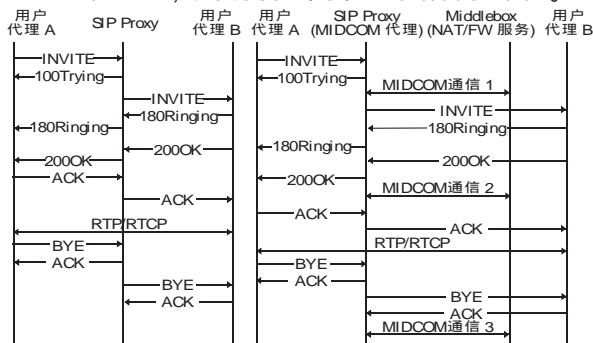 用户
代理 A
SIP Proxy
用户
代理 B
INVITE
100Trying
INVITE
180Ringing
180Ringing
200OK
200OK
ACK
ACK
RTP/RTCP
BYE
ACK
BYE
ACK
用户
代理 A
SIP Proxy
(MIDCOM 代理)
Middlebox
(NAT/FW 服务)
用户
代理 B
INVITE
100Trying
MIDCOM通信 1
INVITE
180Ringing
180Ringing
200OK
200OK
MIDCOM通信 2
ACK
ACK
RTP/RTCP
BYE
ACK
BYE
ACK
MIDCOM通信 3